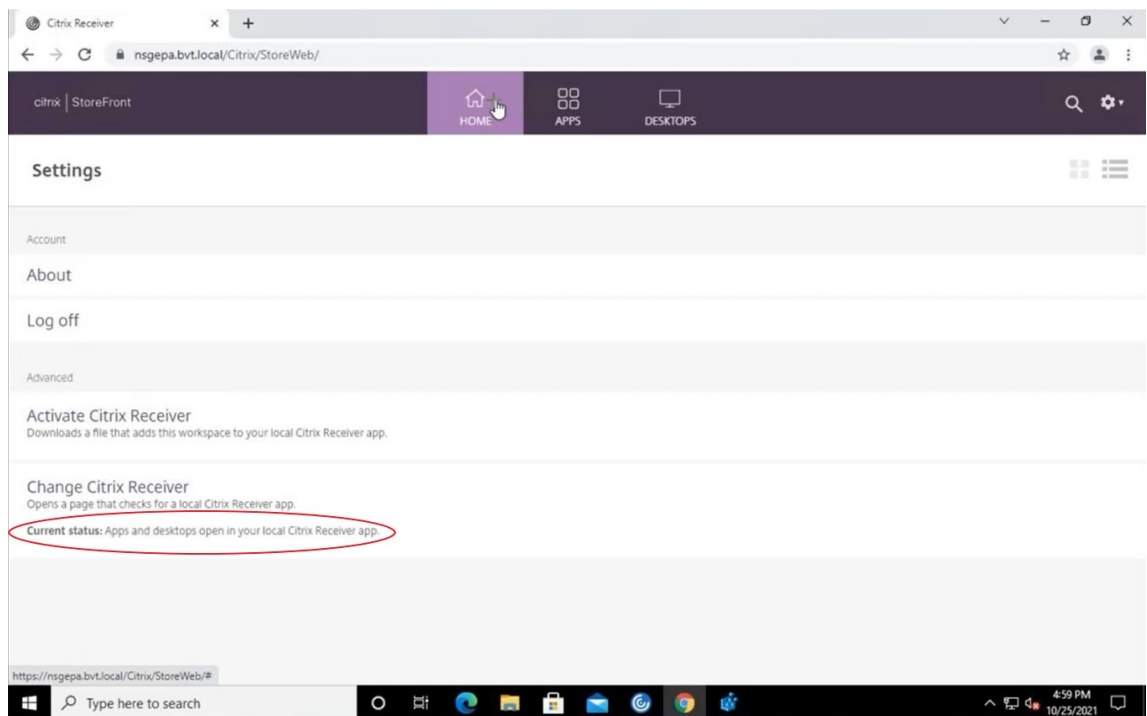 Citrix Receiver
nsgepa.bvt.local/Citrix/StoreWeb/
citrix | StoreFront
HOME
APPS
DESKTOPS
Settings
Account
About
Log off
Advanced
Activate Citrix Receiver
Downloads a file that adds this workspace to your local Citrix Receiver app.
Change Citrix Receiver
Opens a page that checks for a local Citrix Receiver app.
Current status: Apps and desktops open in your local Citrix Receiver app.
https://nsgepa.bvt.local/Citrix/StoreWeb/#
Type here to search
4:59 PM
10/25/2021